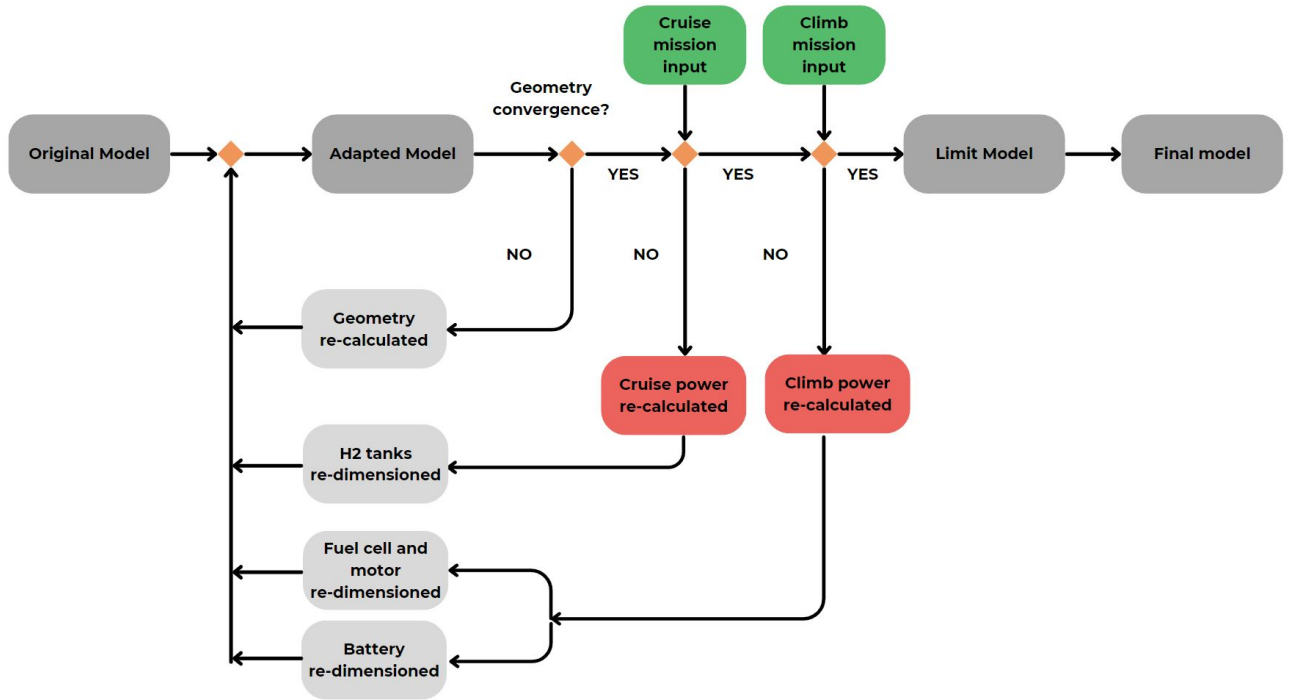 Cruise
mission
input
Climb
mission
input
Geometry
convergence?
Original Model
Adapted Model
Limit Model
Final model
YES
YES
YES
NO
NO
NO
Geometry
re-calculated
Cruise power
re-calculated
Climb power
re-calculated
H2 tanks
re-dimensioned
Fuel cell and
motor
re-dimensioned
Battery
re-dimensioned